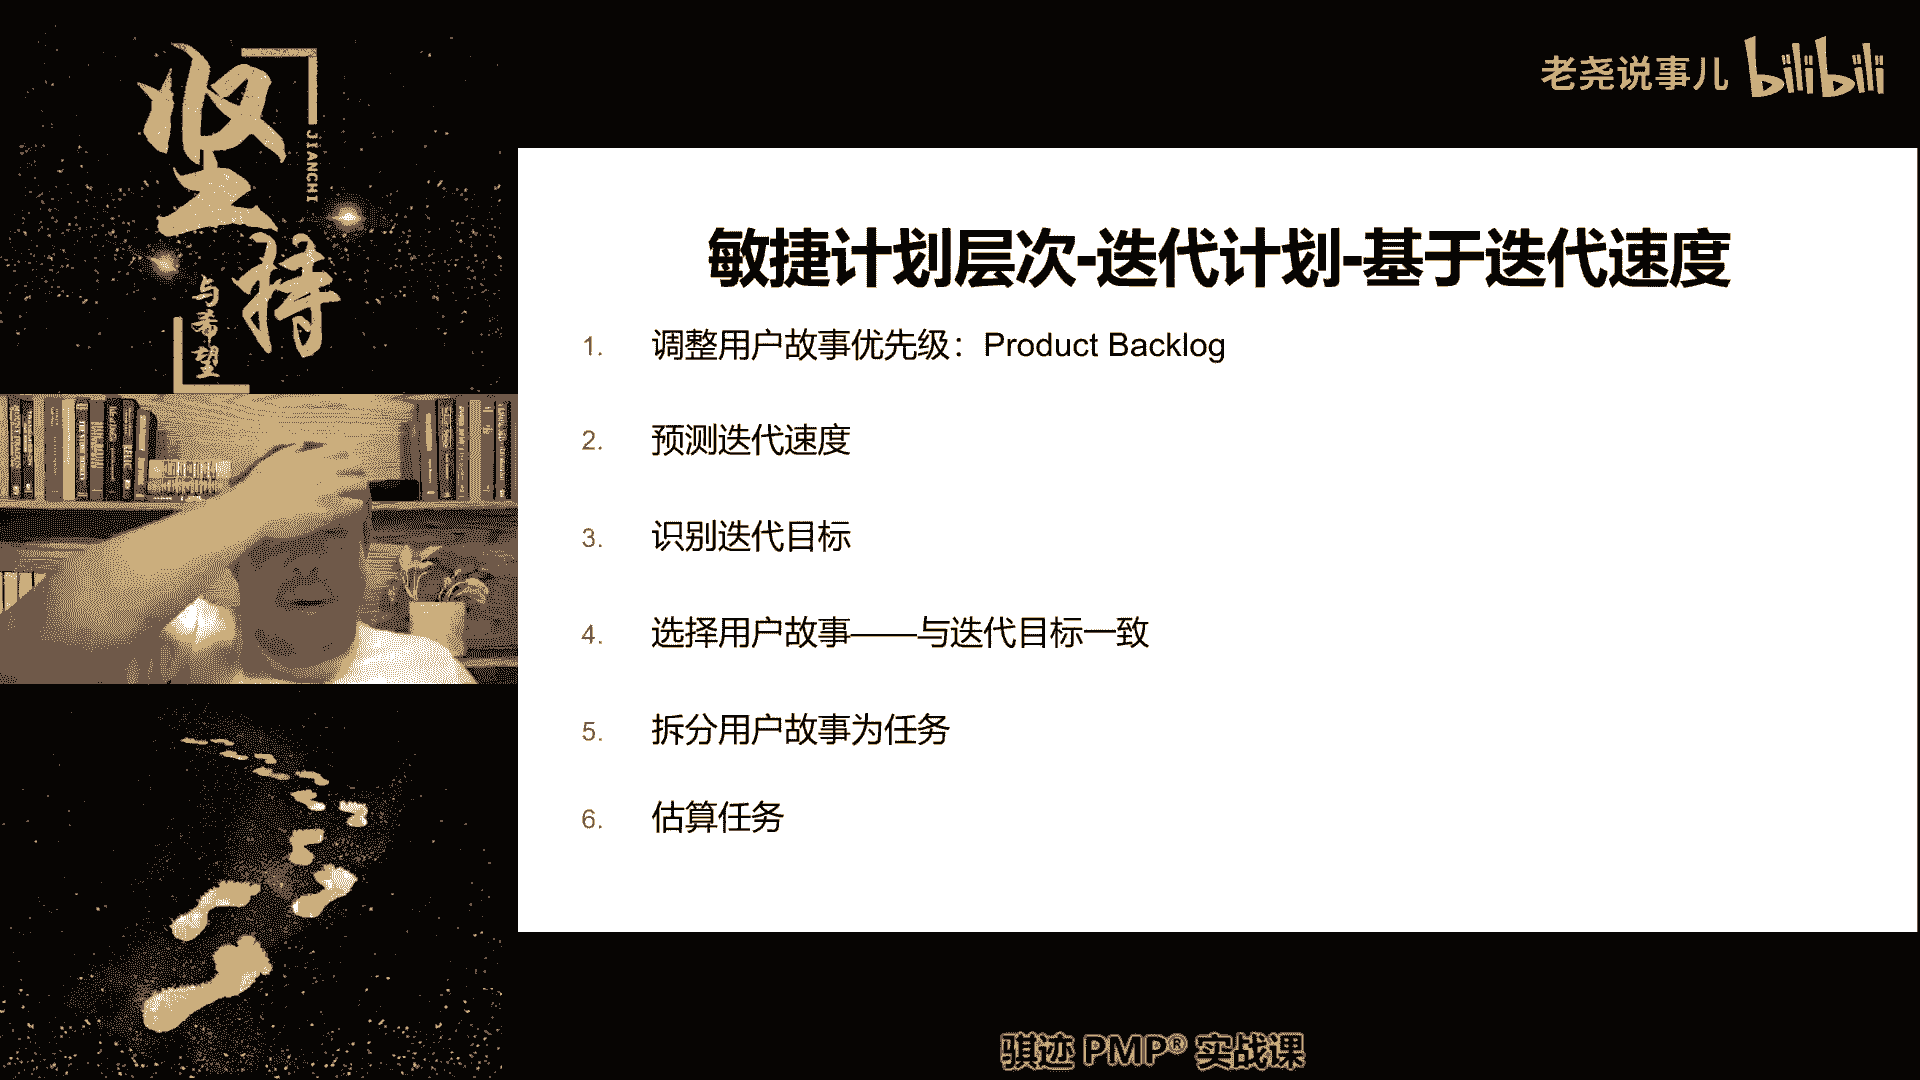 坚持
JIANCHI
与希望
老尧说事儿 bilibili
敏捷计划层次-迭代计划-基于迭代速度
1. 调整用户故事优先级：Product Backlog
2. 预测迭代速度
3. 识别迭代目标
4. 选择用户故事——与迭代目标一致
5. 拆分用户故事为任务
6. 估算任务
骐迹 PMP® 实战课